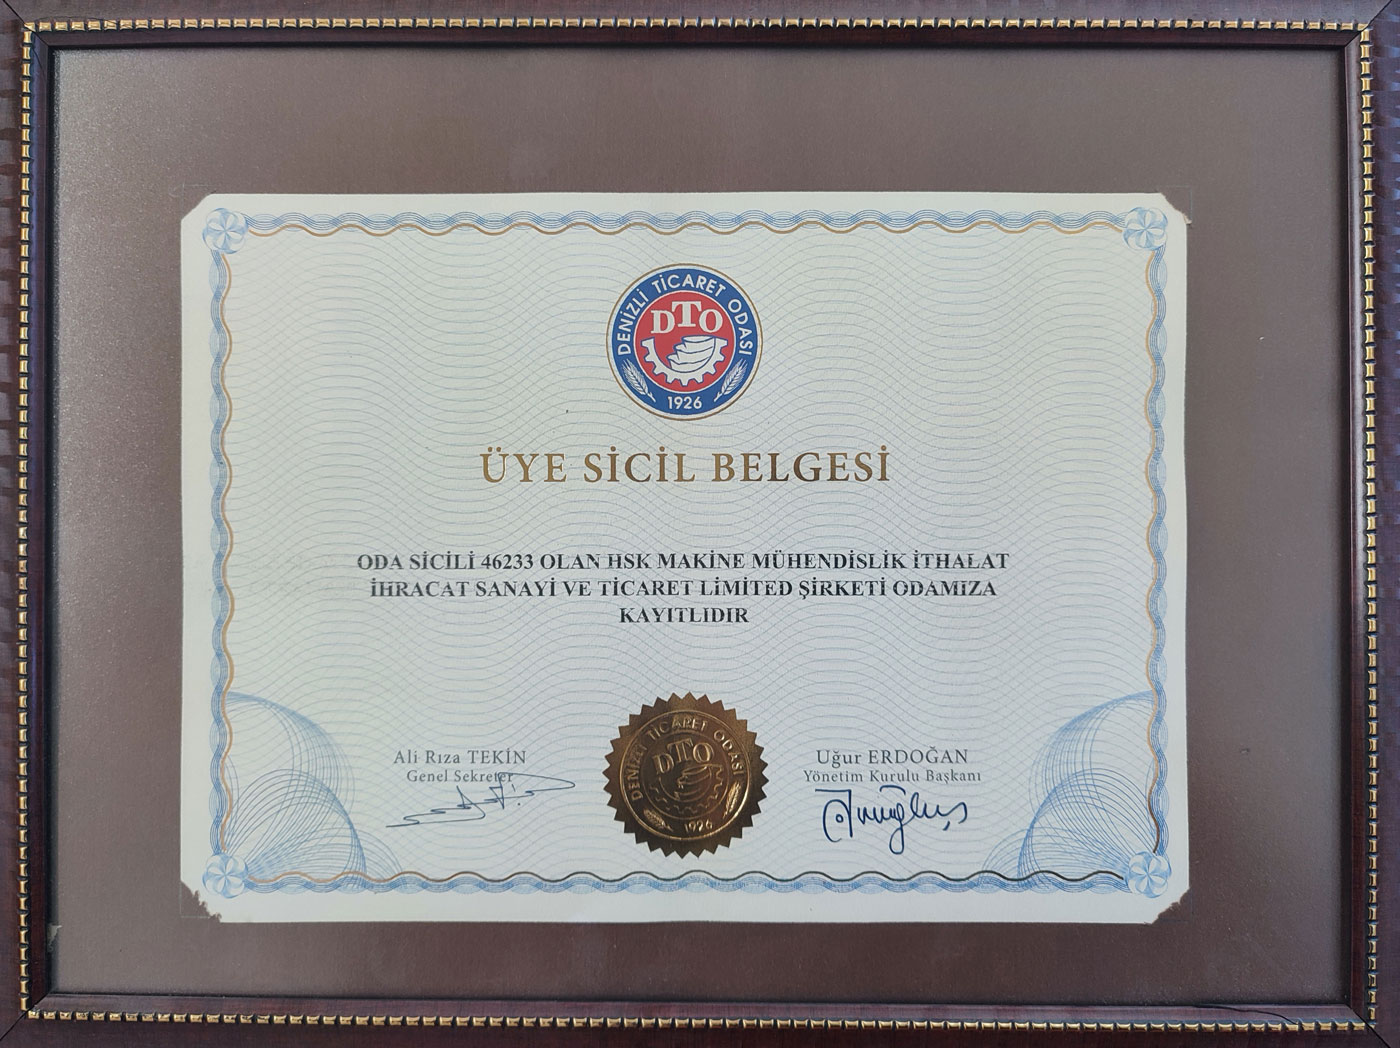 DENİZLİ TİCARET ODASI
DTO
1926
ÜYE SİCİL BELGESİ
ODA SİCİLİ 46233 OLAN HSK MAKİNE MÜHENDİSLİK İTHALAT
İHRACAT SANAYİ VE TİCARET LİMİTED ŞİRKETİ ODAMIZA
KAYITLIDIR
Ali Rıza TEKİN
Genel Sekreter
DENİZLİ TİCARET ODASI
DTO
1926
Uğur ERDOĞAN
Yönetim Kurulu Başkanı